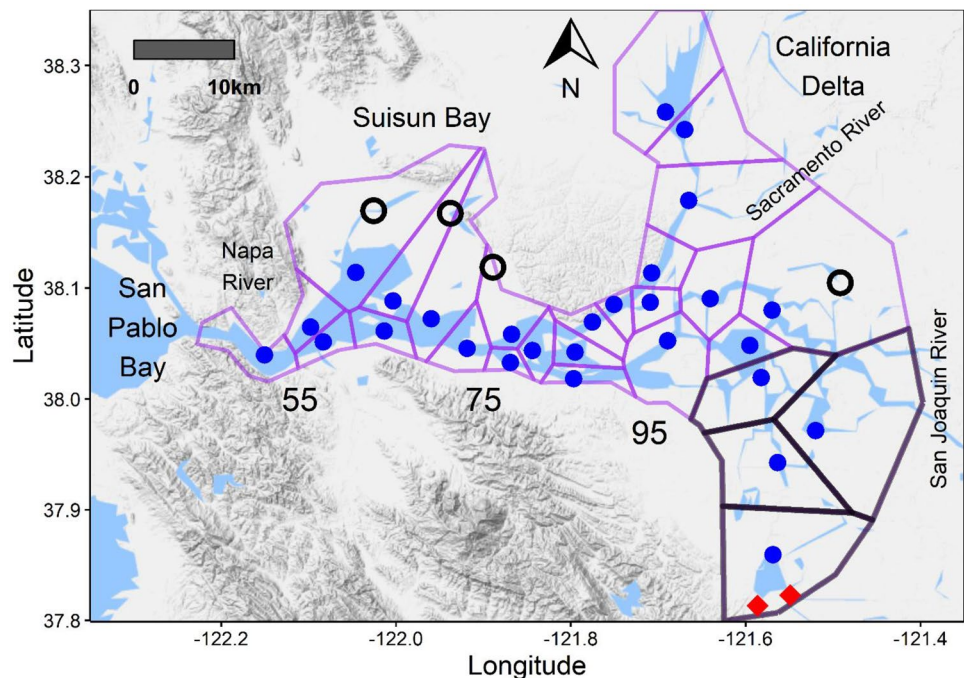 38.3
38.2
38.1
38.0
37.9
37.8
Latitude
0
10km
N
California
Delta
Suisun Bay
Sacramento River
Napa
River
San
Pablo
Bay
55
75
95
San Joaquin River
-122.2
-122.0
-121.8
-121.6
-121.4
Longitude